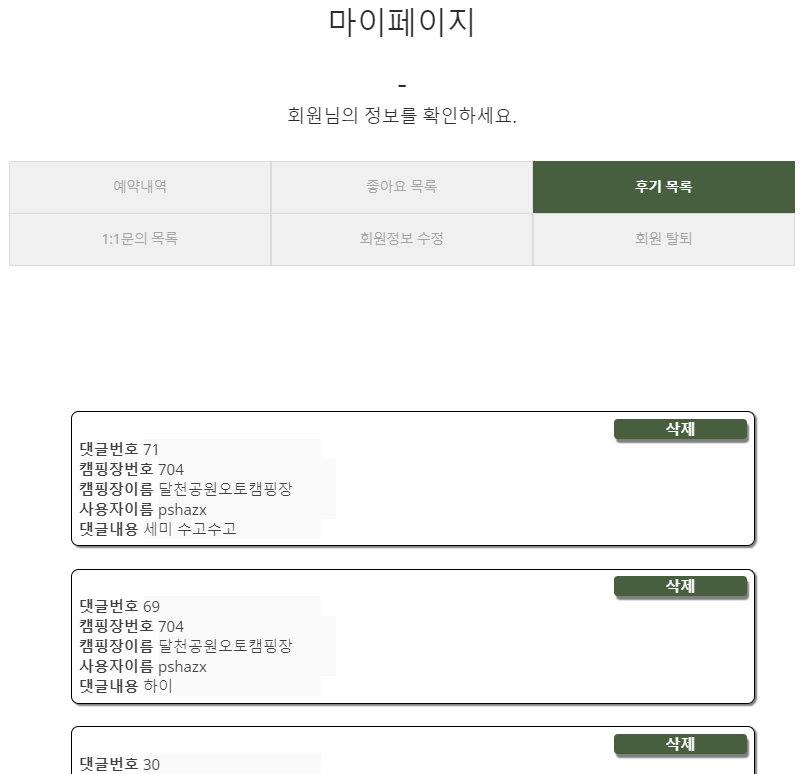 마이페이지
-
회원님의 정보를 확인하세요.
예약내역 좋아요 목록 후기 목록
1:1문의 목록 회원정보 수정 회원 탈퇴
삭제
댓글번호 71
캠핑장번호 704
캠핑장이름 달천공원오토캠핑장
사용자이름 pshazx
댓글내용 세미 수고수고
삭제
댓글번호 69
캠핑장번호 704
캠핑장이름 달천공원오토캠핑장
사용자이름 pshazx
댓글내용 하이
삭제
댓글번호 30